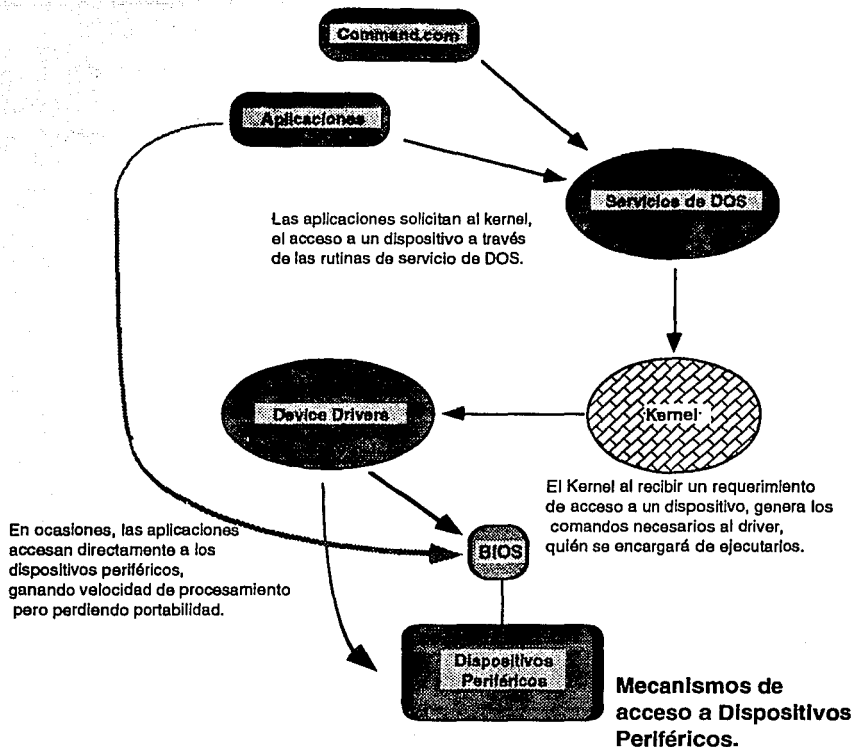 Command.com
Aplicaciones
Servicios de DOS
Las aplicaciones solicitan al kernel,
el acceso a un dispositivo a través
de las rutinas de servicio de DOS.
Device Drivers
Kernel
El Kernel al recibir un requerimiento
de acceso a un dispositivo, genera los
comandos necesarios al driver,
quién se encargará de ejecutarlos.
En ocasiones, las aplicaciones
accesan directamente a los
dispositivos periféricos,
ganando velocidad de procesamiento
pero perdiendo portabilidad.
BIOS
Dispositivos
Periféricos
Mecanismos de
acceso a Dispositivos
Periféricos.